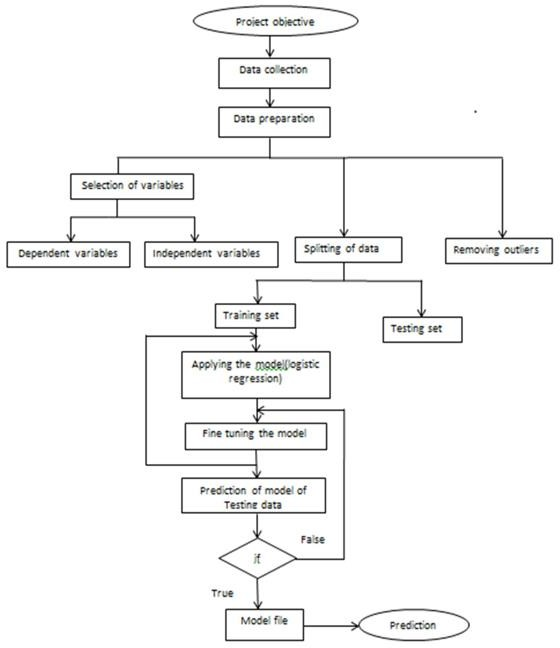 Project objective
Data collection
Data preparation
Selection of variables
Dependent variables
Independent variables
Splitting of data
Removing outliers
Training set
Testing set
Applying the model(logistic
regression)
Fine tuning the model
Prediction of model of
Testing data
if
False
True
Model file
Prediction